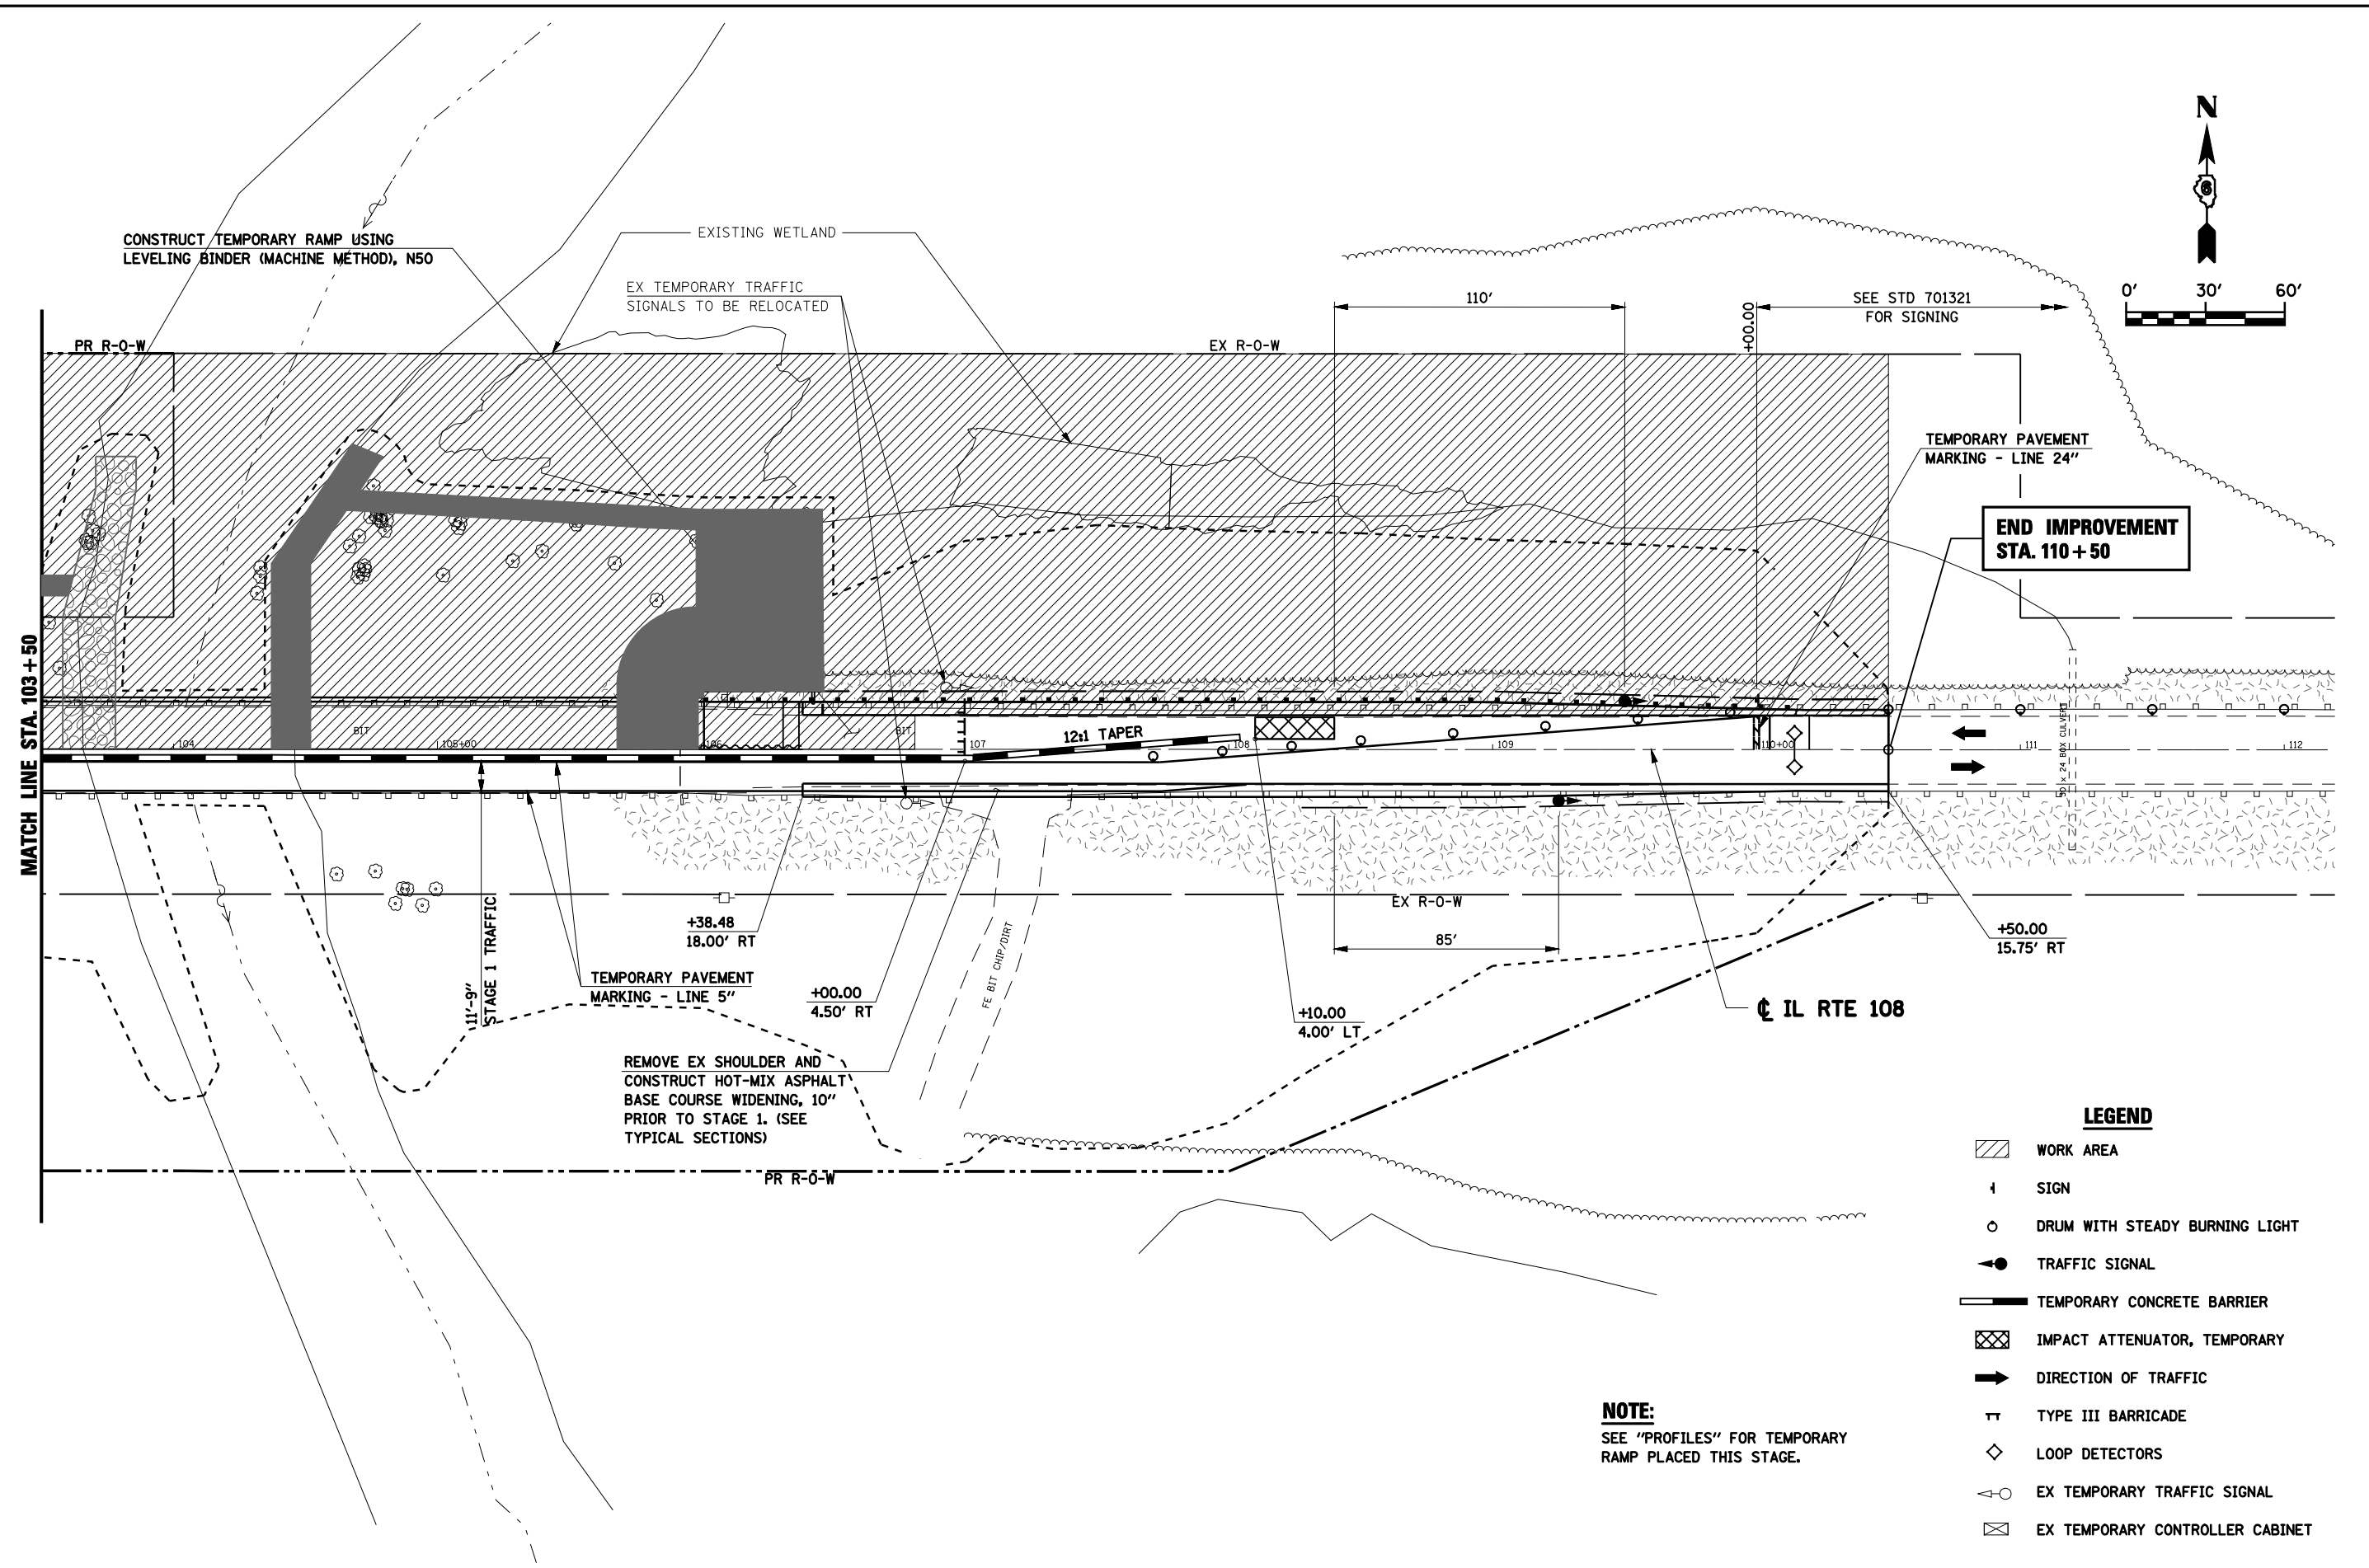 N
6
0' 30' 60'
CONSTRUCT TEMPORARY RAMP USING
LEVELING BINDER (MACHINE METHOD), N50
EXISTING WETLAND
EX TEMPORARY TRAFFIC
SIGNALS TO BE RELOCATED
110'
+00.00
SEE STD 701321
FOR SIGNING
PR R-O-W
EX R-O-W
TEMPORARY PAVEMENT
MARKING - LINE 24"
END IMPROVEMENT
STA. 110+50
MATCH LINE STA. 103+50
BIT
BIT
12:1 TAPER
104
105+00
106
107
108
109
110+00
111
112
30 x 24 BOX CULVERT
EX R-O-W
85'
+38.48
18.00' RT
11'-9"
STAGE 1 TRAFFIC
TEMPORARY PAVEMENT
MARKING - LINE 5"
+00.00
4.50' RT
FE BIT CHIP/DIRT
+10.00
4.00' LT
℄ IL RTE 108
+50.00
15.75' RT
REMOVE EX SHOULDER AND
CONSTRUCT HOT-MIX ASPHALT
BASE COURSE WIDENING, 10"
PRIOR TO STAGE 1. (SEE
TYPICAL SECTIONS)
PR R-O-W
LEGEND
WORK AREA
SIGN
DRUM WITH STEADY BURNING LIGHT
TRAFFIC SIGNAL
TEMPORARY CONCRETE BARRIER
IMPACT ATTENUATOR, TEMPORARY
DIRECTION OF TRAFFIC
TYPE III BARRICADE
LOOP DETECTORS
EX TEMPORARY TRAFFIC SIGNAL
EX TEMPORARY CONTROLLER CABINET
NOTE:
SEE "PROFILES" FOR TEMPORARY
RAMP PLACED THIS STAGE.